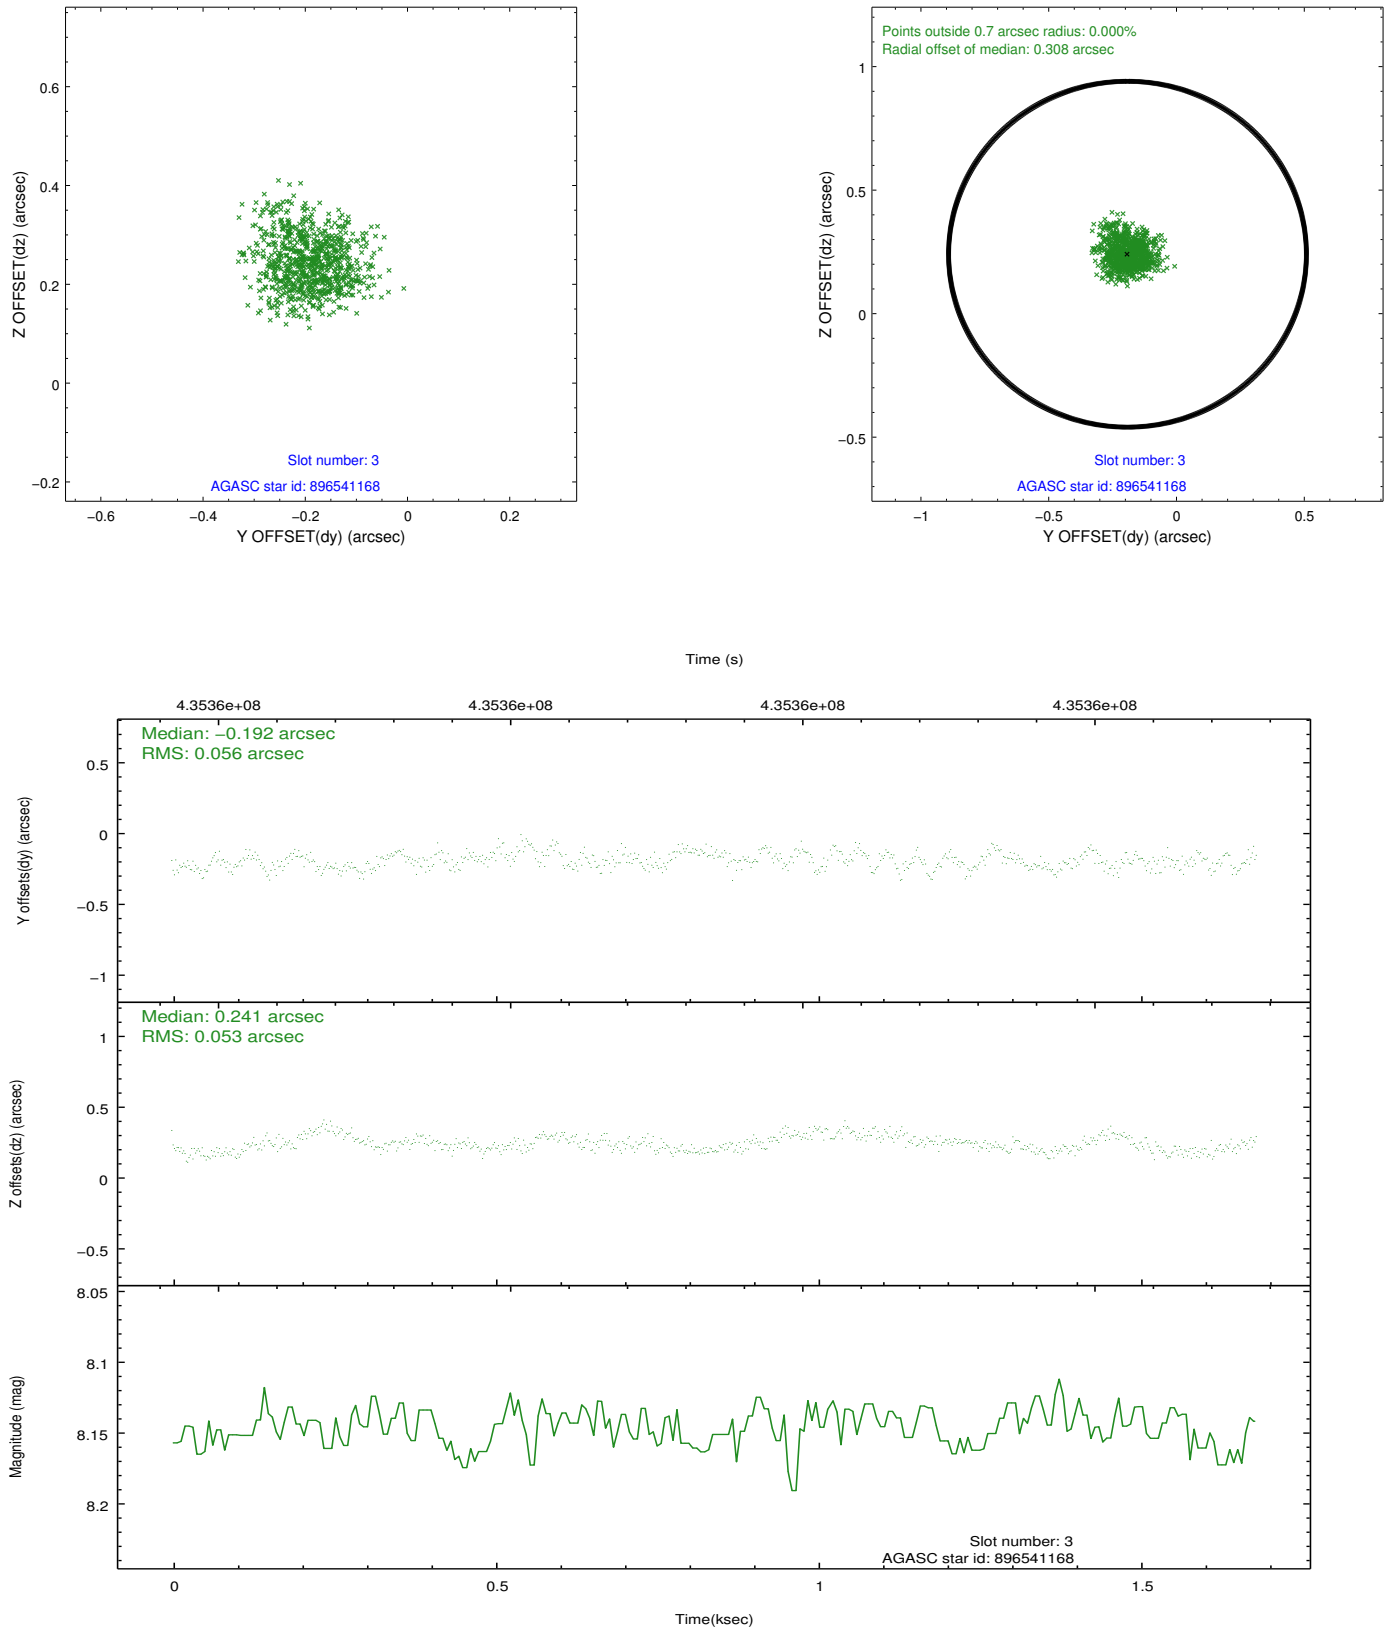 0.6
0.4
0.2
0
−0.2
−0.6
−0.4
−0.2
0
0.2
Z OFFSET(dz) (arcsec)
Y OFFSET(dy) (arcsec)
Slot number: 3
AGASC star id: 896541168
Points outside 0.7 arcsec radius: 0.000%
Radial offset of median: 0.308 arcsec
1
0.5
0
−0.5
−1
−0.5
0
0.5
Z OFFSET(dz) (arcsec)
Y OFFSET(dy) (arcsec)
Slot number: 3
AGASC star id: 896541168
Time (s)
4.3536e+08
4.3536e+08
4.3536e+08
4.3536e+08
Median: −0.192 arcsec
RMS: 0.056 arcsec
0.5
0
−0.5
−1
Y offsets(dy) (arcsec)
Median: 0.241 arcsec
RMS: 0.053 arcsec
1
0.5
0
−0.5
Z offsets(dz) (arcsec)
8.05
8.1
8.15
8.2
Magnitude (mag)
Slot number: 3
AGASC star id: 896541168
0
0.5
1
1.5
Time(ksec)